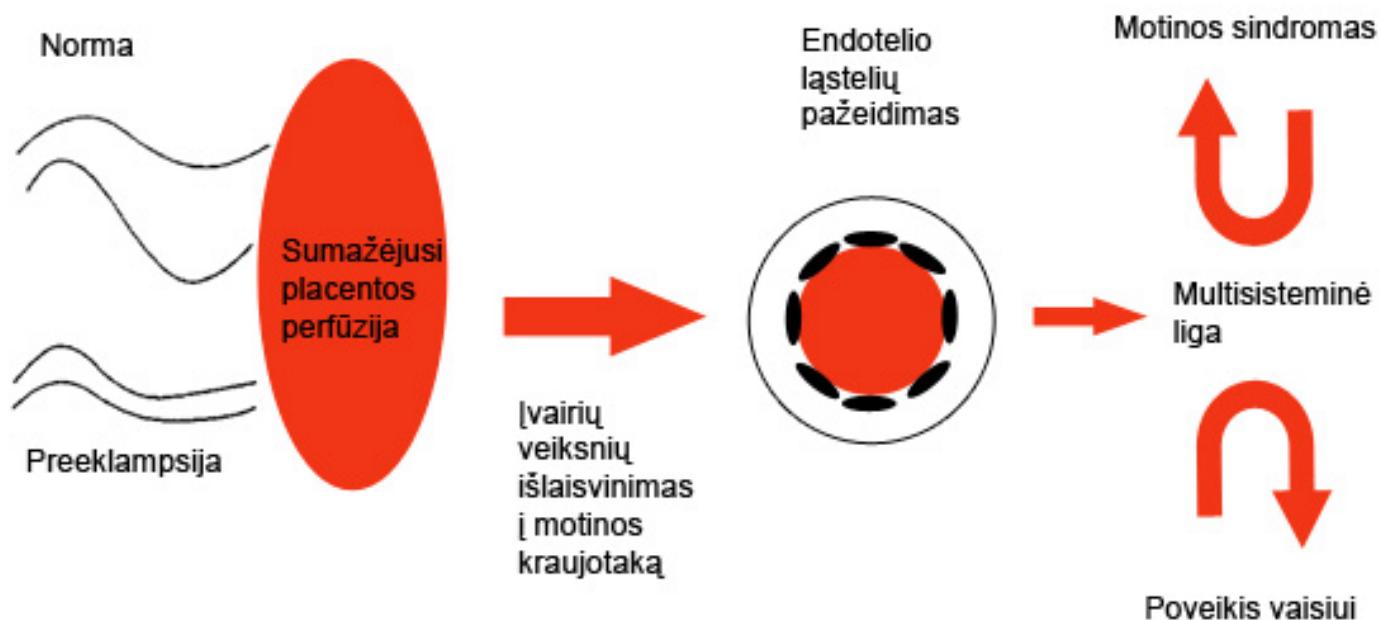 Norma
Sumažėjusi
placentos
perfūzija
Preeklampsija
Įvairių
veiksnių
išlaisvinimas
į motinos
kraujotaką
Endotelio
ląstelių
pažeidimas
Motinos sindromas
Multisisteminė
liga
Poveikis vaisiui